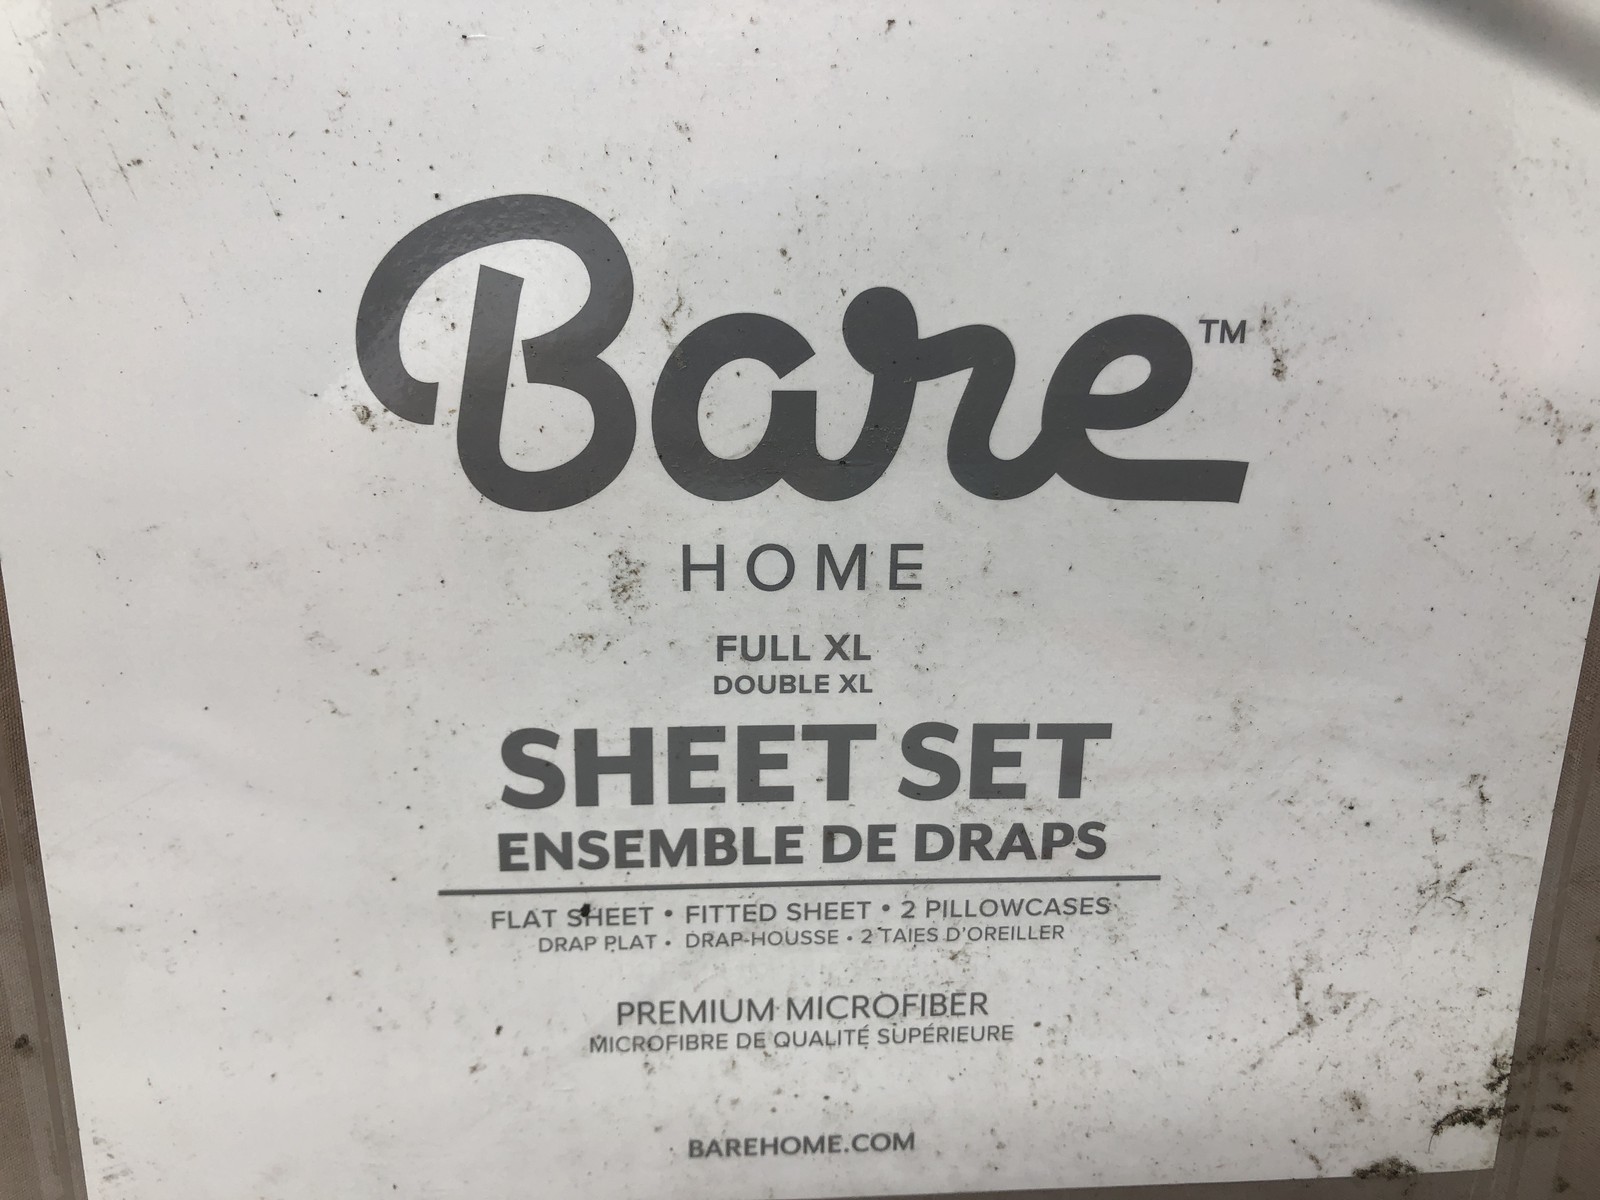 Bare™
HOME
FULL XL
DOUBLE XL
SHEET SET
ENSEMBLE DE DRAPS
FLAT SHEET • FITTED SHEET • 2 PILLOWCASES
DRAP PLAT • DRAP-HOUSSE • 2 TAIES D'OREILLER
PREMIUM MICROFIBER
MICROFIBRE DE QUALITÉ SUPÉRIEURE
BAREHOME.COM